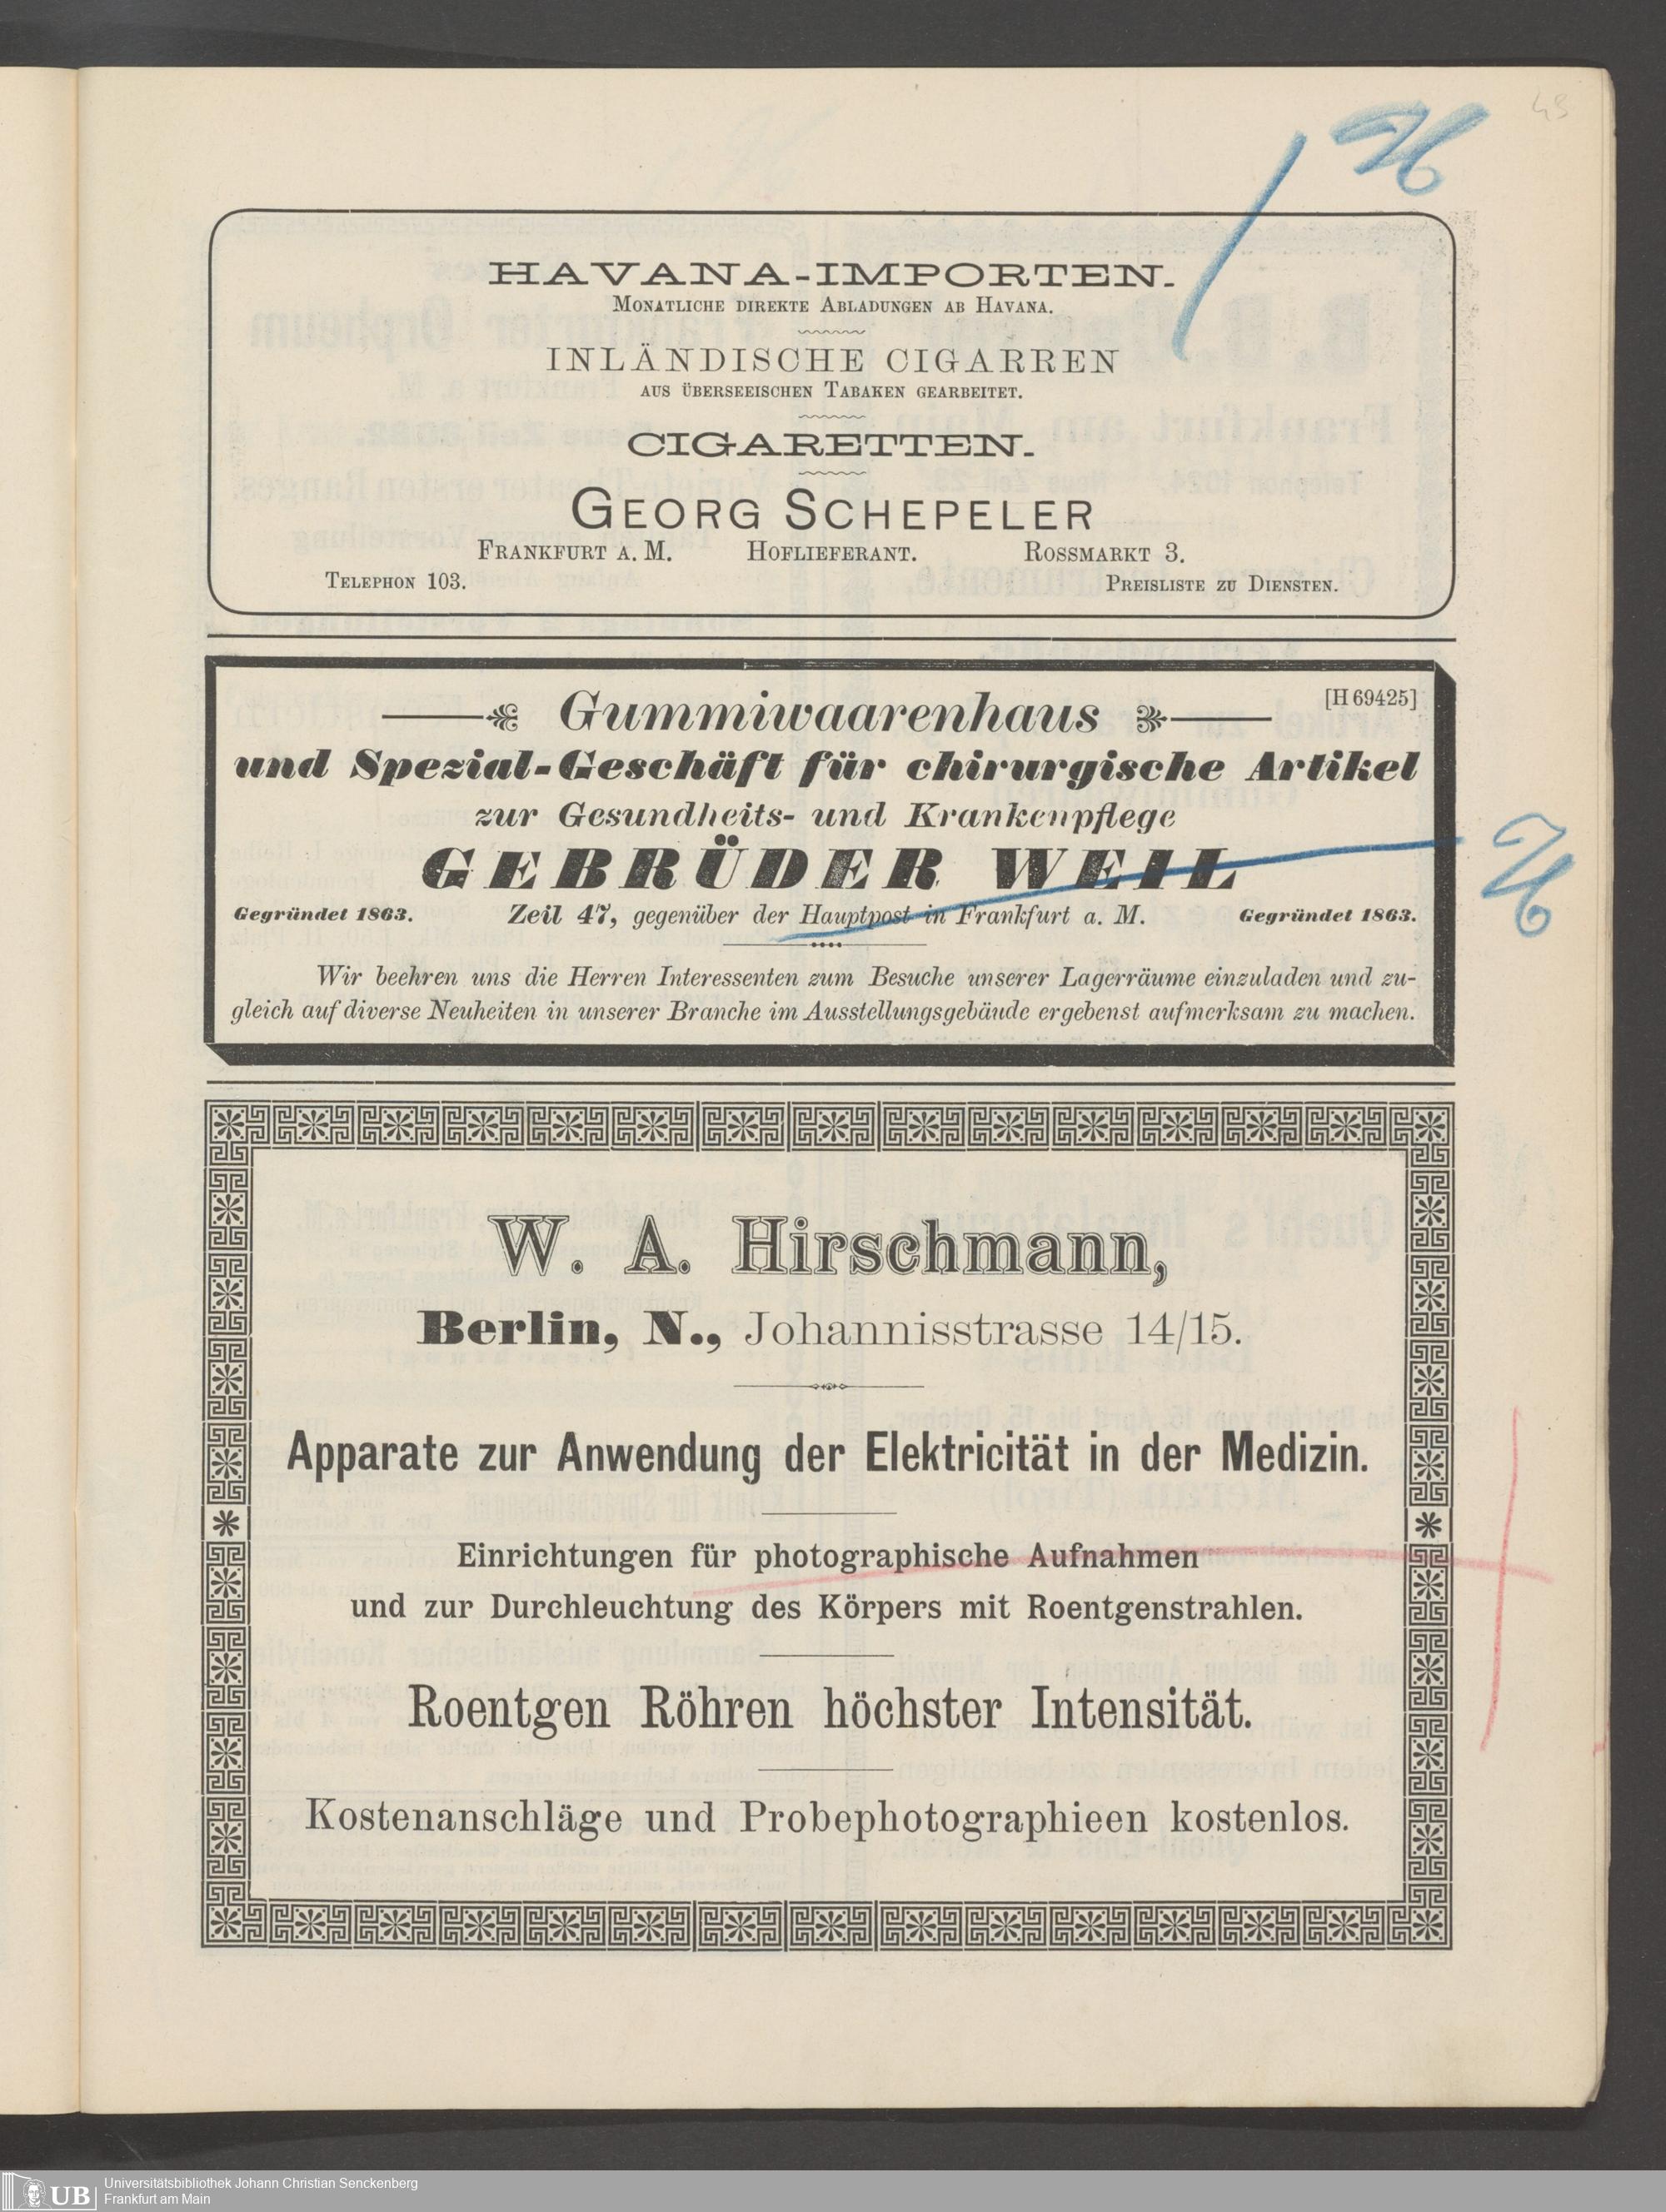 43
HAVANA-IMPORTEN.
MONATLICHE DIREKTE ABLADUNGEN AB HAVANA.
INLÄNDISCHE CIGARREN
AUS ÜBERSEEISCHEN TABAKEN GEARBEITET.
CIGARETTEN.
GEORG SCHEPELER
FRANKFURT A. M. HOFLIEFERANT. ROSSMARKT 3.
TELEPHON 103. PREISLISTE ZU DIENSTEN.
[H 69425]
Gummiwaarenhaus
und Spezial-Geschäft für chirurgische Artikel
zur Gesundheits- und Krankenpflege
GEBRÜDER WEIL
Gegründet 1863. Zeil 47, gegenüber der Hauptpost in Frankfurt a. M. Gegründet 1863.
Wir beehren uns die Herren Interessenten zum Besuche unserer Lagerräume einzuladen und zu-
gleich auf diverse Neuheiten in unserer Branche im Ausstellungsgebäude ergebenst aufmerksam zu machen.
W. A. Hirschmann,
Berlin, N., Johannisstrasse 14/15.
Apparate zur Anwendung der Elektricität in der Medizin.
Einrichtungen für photographische Aufnahmen
und zur Durchleuchtung des Körpers mit Roentgenstrahlen.
Roentgen Röhren höchster Intensität.
Kostenanschläge und Probephotographieen kostenlos.
UB
Universitätsbibliothek Johann Christian Senckenberg
Frankfurt am Main